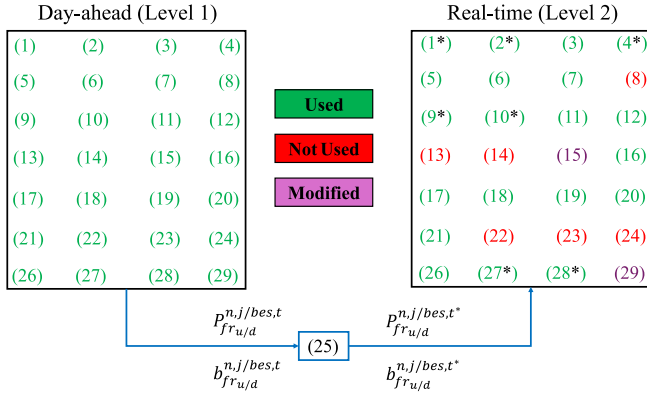 Day-ahead (Level 1)
Real-time (Level 2)
(1) (2) (3) (4)
(5) (6) (7) (8)
(9) (10) (11) (12)
(13) (14) (15) (16)
(17) (18) (19) (20)
(21) (22) (23) (24)
(26) (27) (28) (29)
Used
Not Used
Modified
(1*) (2*) (3) (4*)
(5) (6) (7) (8)
(9*) (10*) (11) (12)
(13) (14) (15) (16)
(17) (18) (19) (20)
(21) (22) (23) (24)
(26) (27*) (28*) (29)
P_{fr_{u/d}}^{n,j/bes,t}
(25)
P_{fr_{u/d}}^{n,j/bes,t*}
b_{fr_{u/d}}^{n,j/bes,t}
b_{fr_{u/d}}^{n,j/bes,t*}